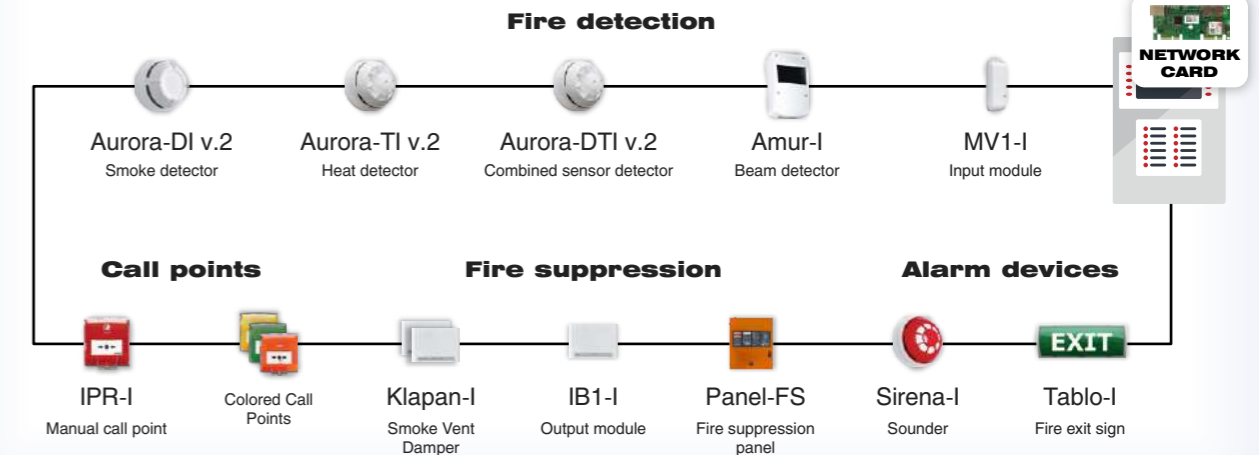 Fire detection
NETWORK
CARD
Aurora-DI v.2
Smoke detector
Aurora-TI v.2
Heat detector
Aurora-DTI v.2
Combined sensor detector
Amur-I
Beam detector
MV1-I
Input module
Call points
Fire suppression
Alarm devices
EXIT
IPR-I
Manual call point
Colored Call
Points
Klapan-I
Smoke Vent
Damper
IB1-I
Output module
Panel-FS
Fire suppression
panel
Sirena-I
Sounder
Tablo-I
Fire exit sign